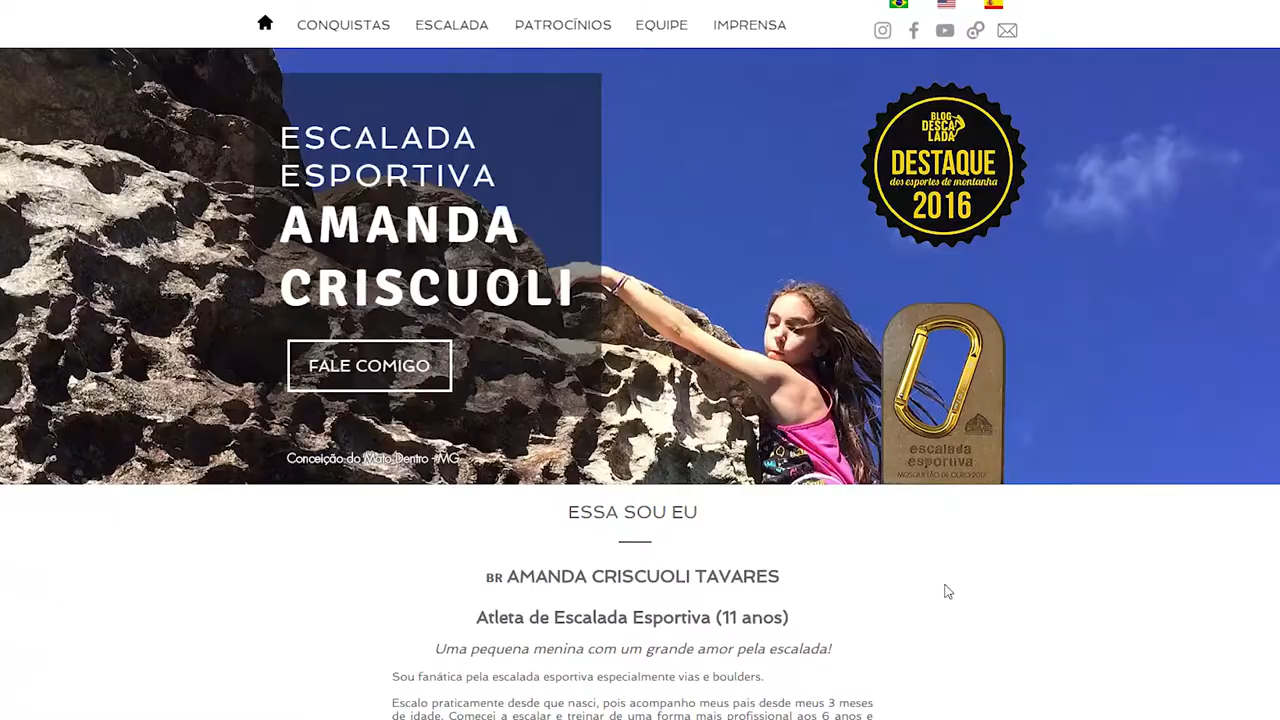 CONQUISTAS ESCALADA PATROCÍNIOS EQUIPE IMPRENSA
ESCALADA
ESPORTIVA
AMANDA
CRISCUOLI
FALE COMIGO
Conceição do Mato Dentro - MG
BLOG
DESCA
LADA
DESTAQUE
dos esportes de montanha
2016
escalada
esportiva
MOSQUETÃO DE OURO 2017
ESSA SOU EU
BR AMANDA CRISCUOLI TAVARES
Atleta de Escalada Esportiva (11 anos)
Uma pequena menina com um grande amor pela escalada!
Sou fanática pela escalada esportiva especialmente vias e boulders.
Escalo praticamente desde que nasci, pois acompanho meus pais desde meus 3 meses
de idade. Comecei a escalar e treinar de uma forma mais profissional aos 6 anos e